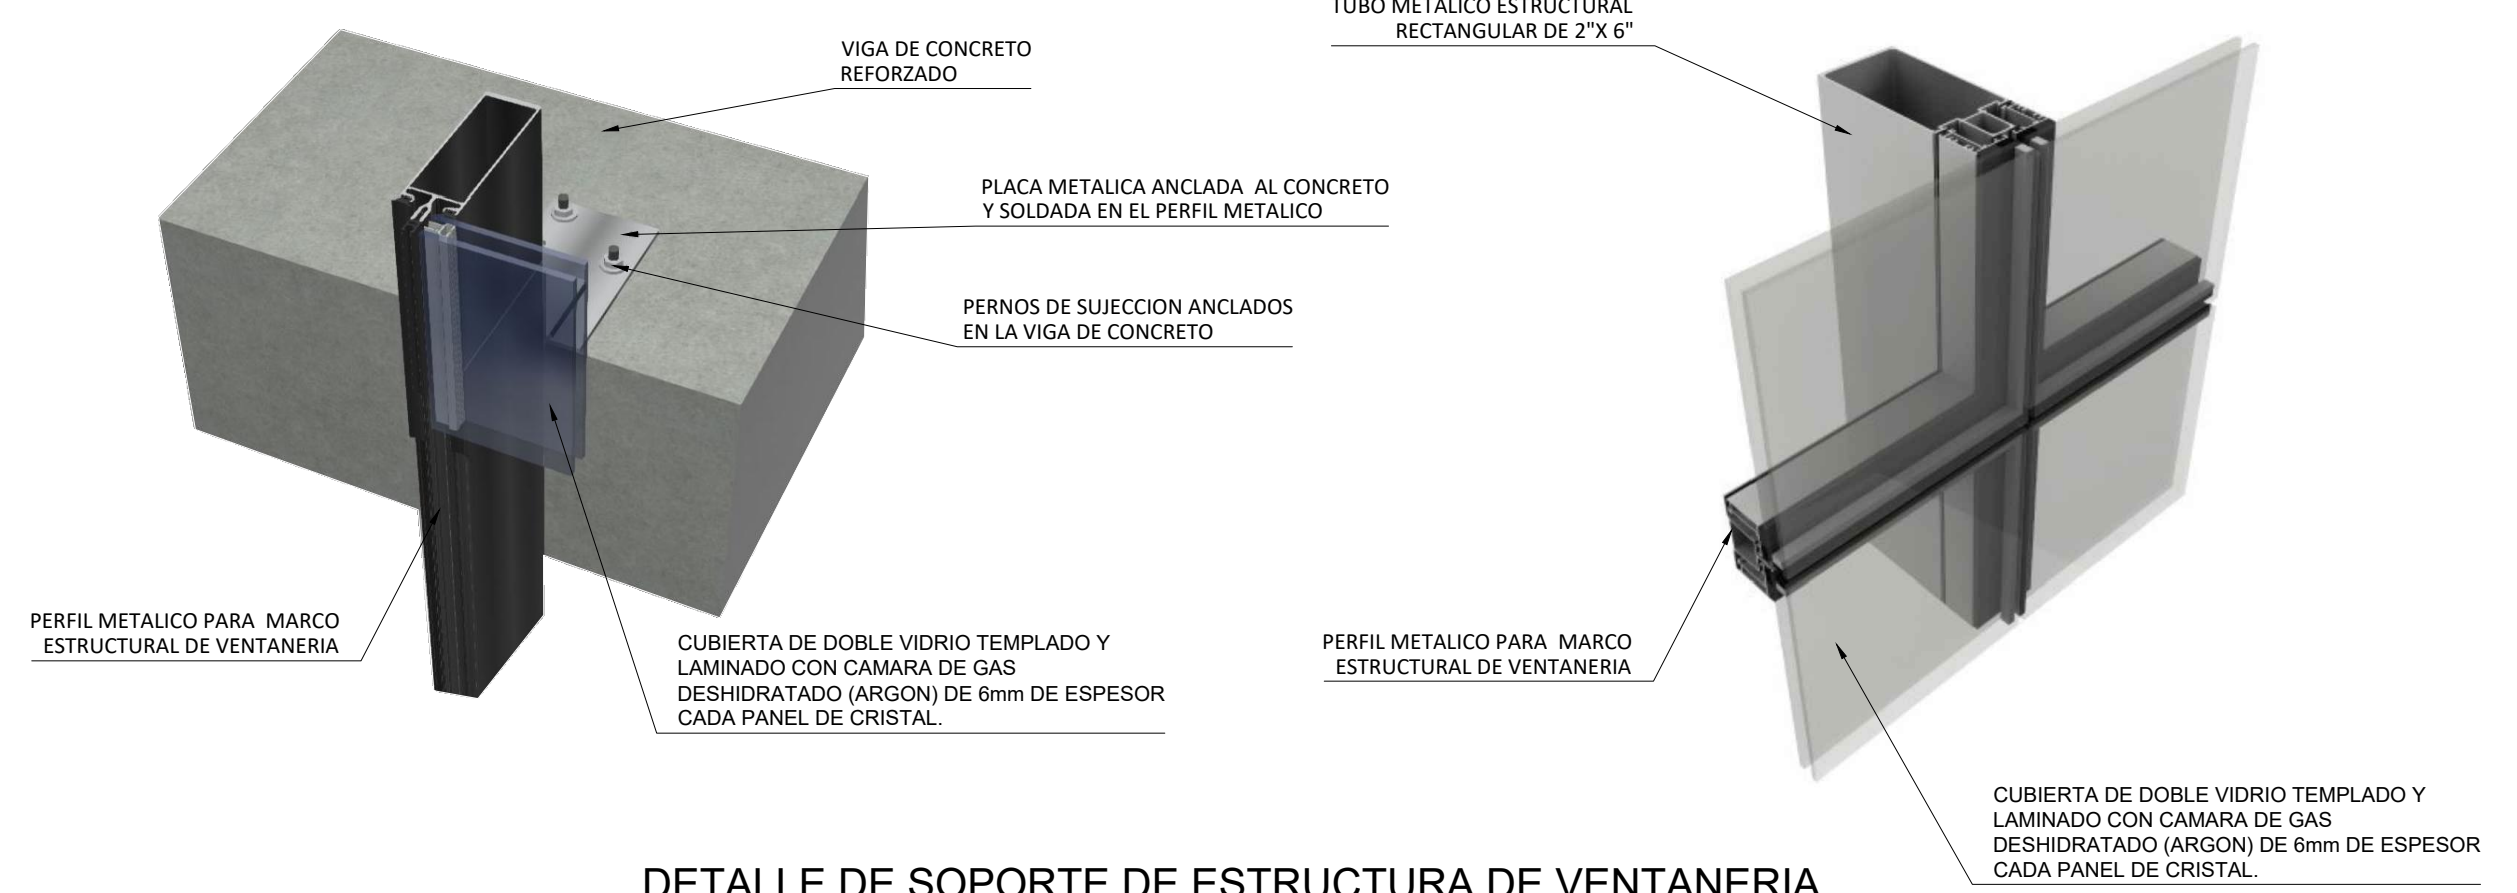 VIGA DE CONCRETO
REFORZADO
PLACA METALICA ANCLADA AL CONCRETO
Y SOLDADA EN EL PERFIL METALICO
PERNOS DE SUJECCION ANCLADOS
EN LA VIGA DE CONCRETO
PERFIL METALICO PARA MARCO
ESTRUCTURAL DE VENTANERIA
CUBIERTA DE DOBLE VIDRIO TEMPLADO Y
LAMINADO CON CAMARA DE GAS
DESHIDRATADO (ARGON) DE 6mm DE ESPESOR
CADA PANEL DE CRISTAL.
TUBO METALICO ESTRUCTURAL
RECTANGULAR DE 2"X 6"
PERFIL METALICO PARA MARCO
ESTRUCTURAL DE VENTANERIA
CUBIERTA DE DOBLE VIDRIO TEMPLADO Y
LAMINADO CON CAMARA DE GAS
DESHIDRATADO (ARGON) DE 6mm DE ESPESOR
CADA PANEL DE CRISTAL.
DETALLE DE SOPORTE DE ESTRUCTURA DE VENTANERIA